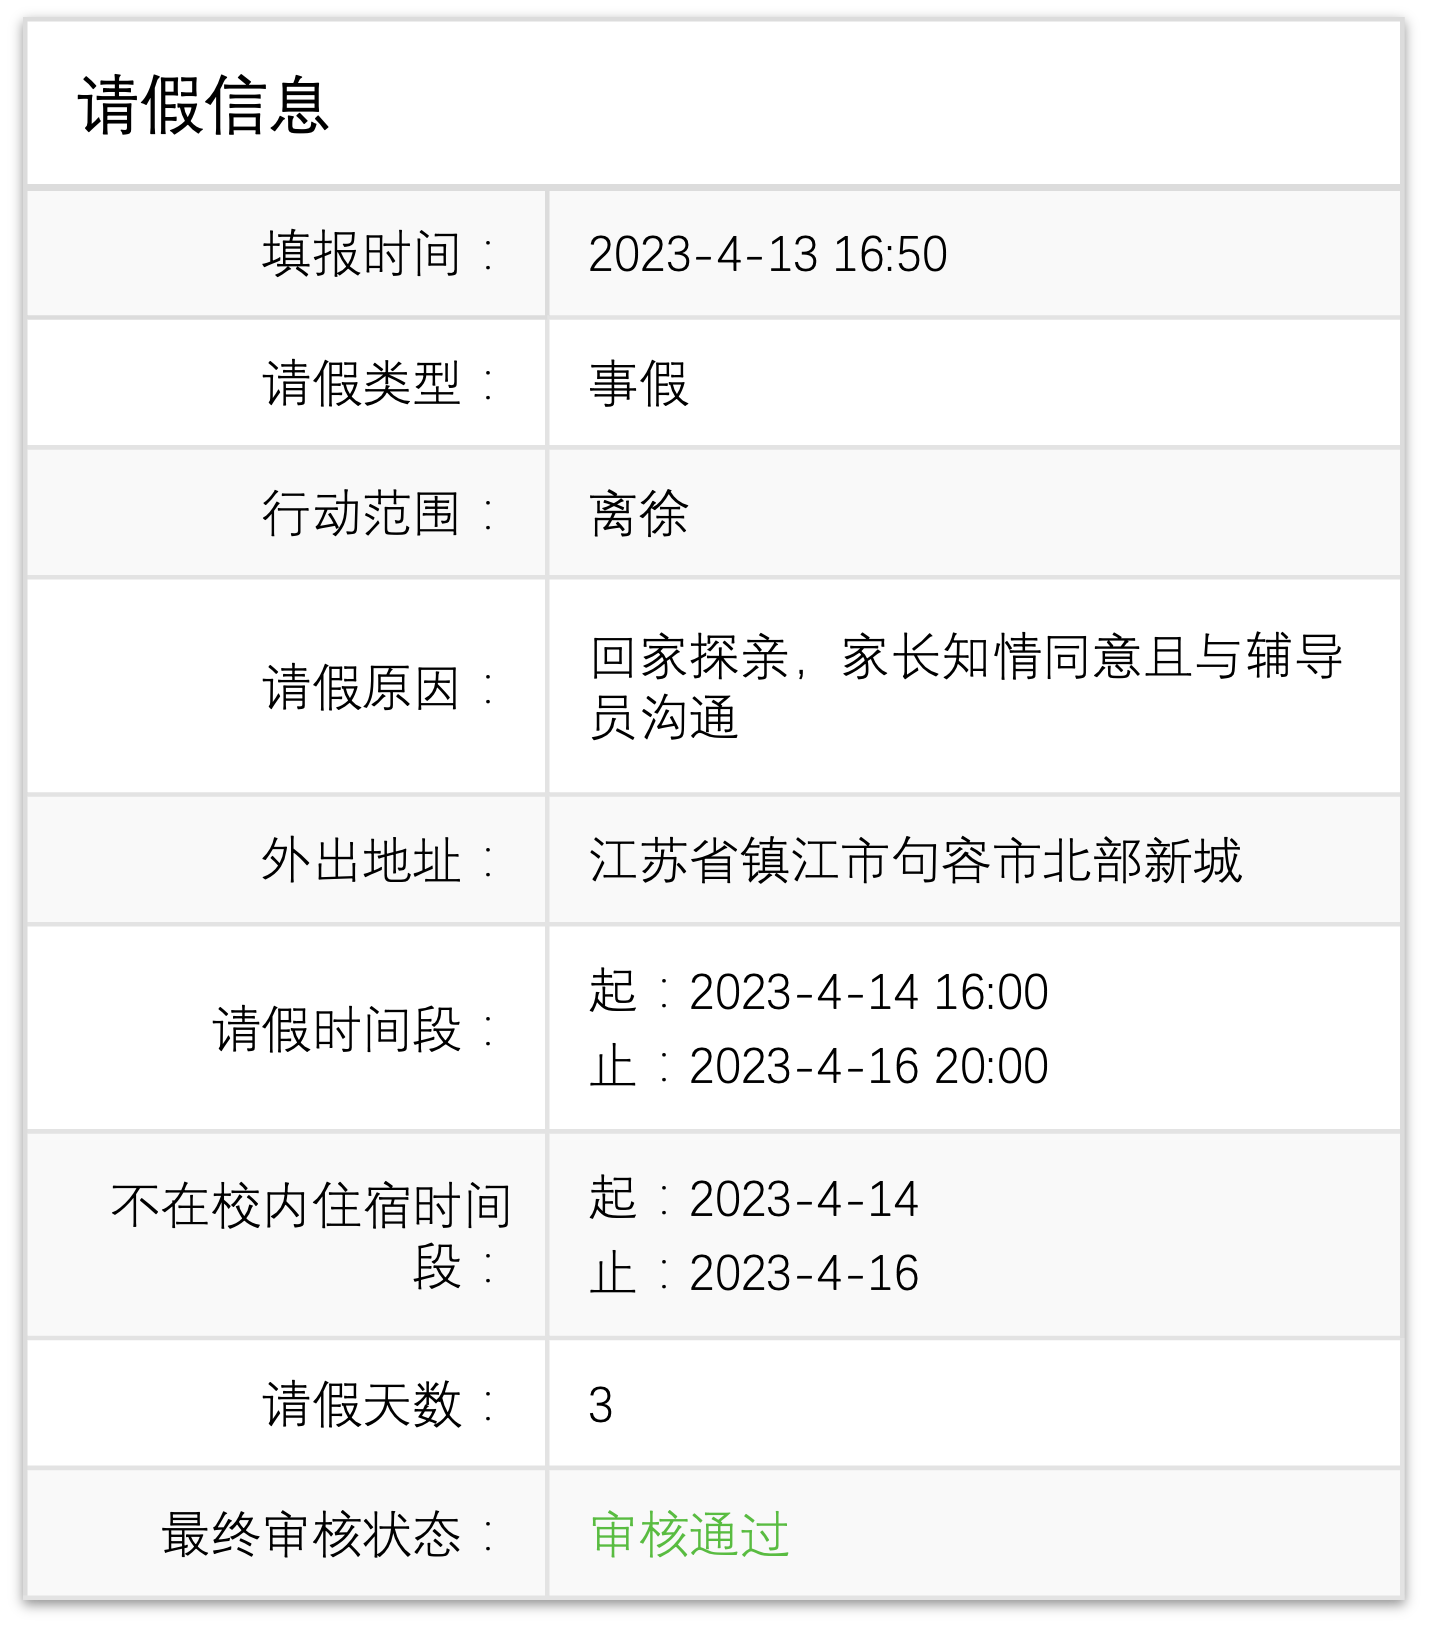 请假信息
填报时间： 2023-4-13 16:50
请假类型： 事假
行动范围： 离徐
请假原因： 回家探亲，家长知情同意且与辅导
员沟通
外出地址： 江苏省镇江市句容市北部新城
请假时间段： 起：2023-4-14 16:00
止：2023-4-16 20:00
不在校内住宿时间
段：
起：2023-4-14
止：2023-4-16
请假天数： 3
最终审核状态： 审核通过